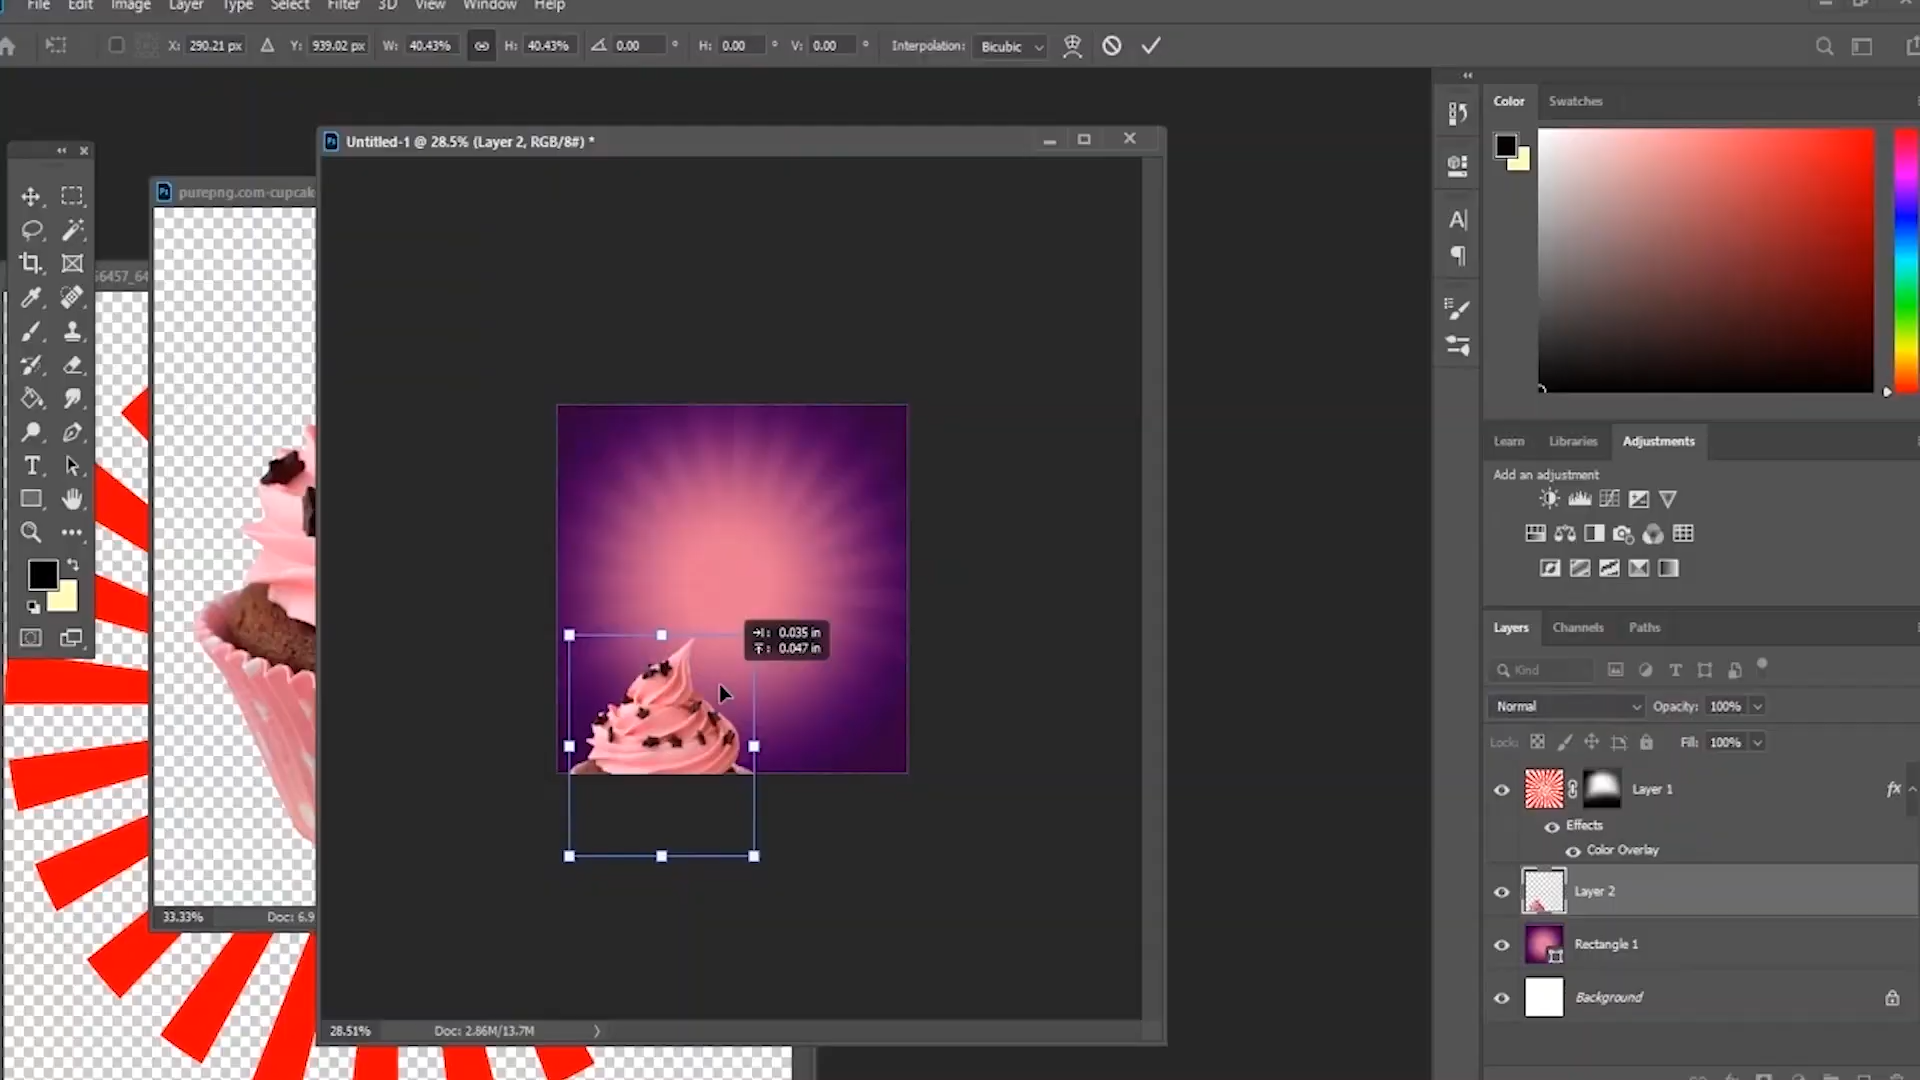 File Edit Image Layer Type Select Filter 3D View Window Help
X: 290.21 px Y: 939.02 px W: 40.43% H: 40.43% 0.00 ° H: 0.00 ° V: 0.00 ° Interpolation: Bicubic
Color Swatches
Untitled-1 @ 28.5% (Layer 2, RGB/8#) *
purepng.com-cupcak
56457_64
0.035 in
0.047 in
Learn Libraries Adjustments
Add an adjustment
Layers Channels Paths
Kind
Normal Opacity: 100%
Lock: Fill: 100%
Layer 1 fx
Effects
Color Overlay
Layer 2
Rectangle 1
Background
33.33% Doc: 6.9
28.51% Doc: 2.86M/13.7M